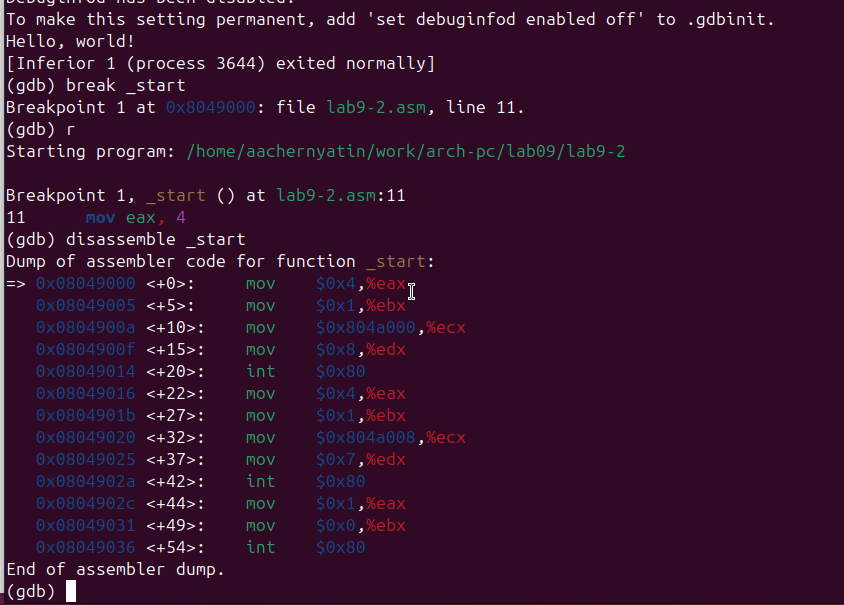 Debuginfod has been disabled.
To make this setting permanent, add 'set debuginfod enabled off' to .gdbinit.
Hello, world!
[Inferior 1 (process 3644) exited normally]
(gdb) break _start
Breakpoint 1 at 0x8049000: file lab9-2.asm, line 11.
(gdb) r
Starting program: /home/aachernyatin/work/arch-pc/lab09/lab9-2
Breakpoint 1, _start () at lab9-2.asm:11
11      mov eax, 4
(gdb) disassemble _start
Dump of assembler code for function _start:
=> 0x08049000 <+0>:     mov    $0x4,%eax
   0x08049005 <+5>:     mov    $0x1,%ebx
   0x0804900a <+10>:    mov    $0x804a000,%ecx
   0x0804900f <+15>:    mov    $0x8,%edx
   0x08049014 <+20>:    int    $0x80
   0x08049016 <+22>:    mov    $0x4,%eax
   0x0804901b <+27>:    mov    $0x1,%ebx
   0x08049020 <+32>:    mov    $0x804a008,%ecx
   0x08049025 <+37>:    mov    $0x7,%edx
   0x0804902a <+42>:    int    $0x80
   0x0804902c <+44>:    mov    $0x1,%eax
   0x08049031 <+49>:    mov    $0x0,%ebx
   0x08049036 <+54>:    int    $0x80
End of assembler dump.
(gdb)